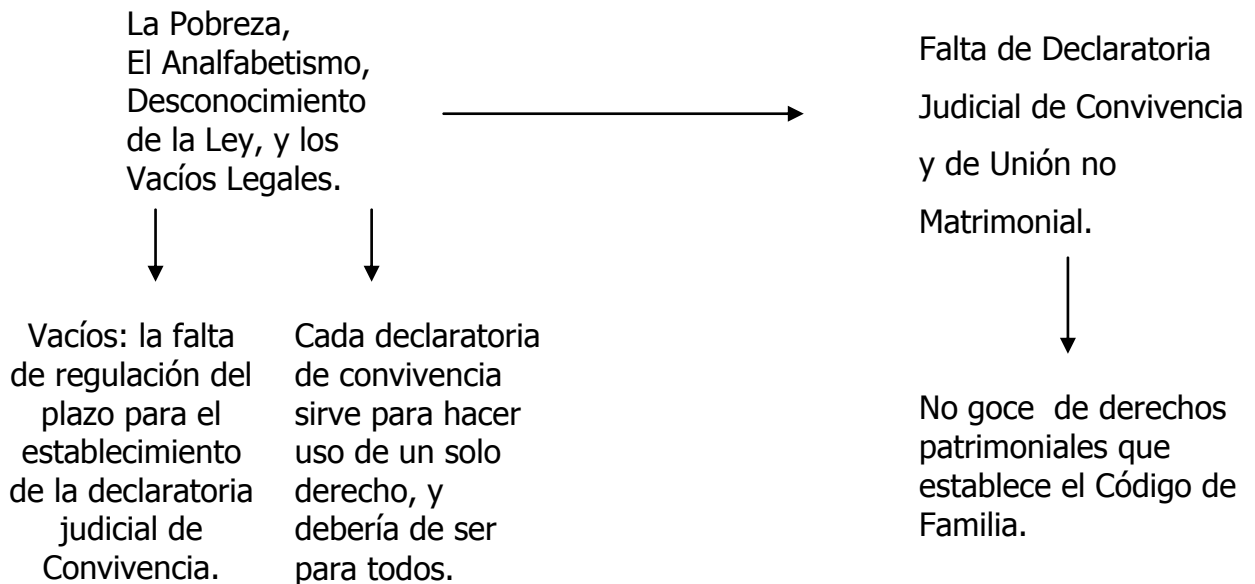 La Pobreza,
El Analfabetismo,
Desconocimiento
de la Ley, y los
Vacíos Legales.
Falta de Declaratoria
Judicial de Convivencia
y de Unión no
Matrimonial.
Vacíos: la falta
de regulación del
plazo para el
establecimiento
de la declaratoria
judicial de
Convivencia.
Cada declaratoria
de convivencia
sirve para hacer
uso de un solo
derecho, y
debería de ser
para todos.
No goce de derechos
patrimoniales que
establece el Código de
Familia.